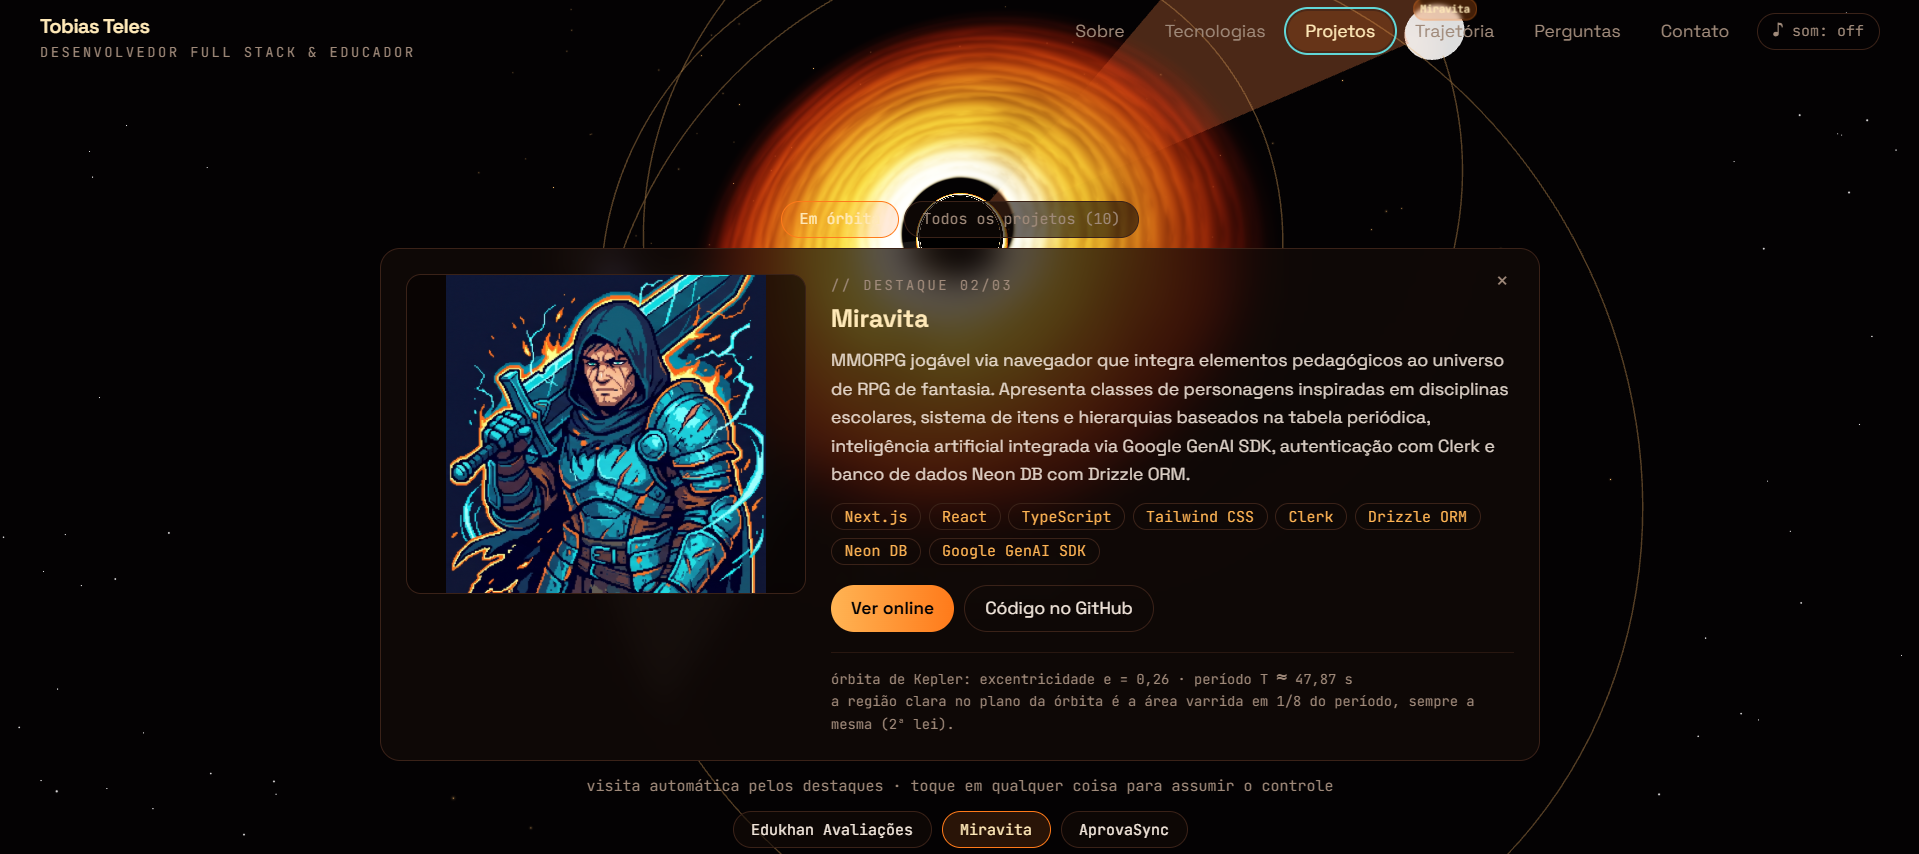 Tobias Teles
DESENVOLVEDOR FULL STACK & EDUCADOR
Sobre
Tecnologias
Projetos
Miravita
Trajetória
Perguntas
Contato
♪ som: off
Em órbita
Todos os projetos (10)
// DESTAQUE 02/03
×
Miravita
MMORPG jogável via navegador que integra elementos pedagógicos ao universo
de RPG de fantasia. Apresenta classes de personagens inspiradas em disciplinas
escolares, sistema de itens e hierarquias baseados na tabela periódica,
inteligência artificial integrada via Google GenAI SDK, autenticação com Clerk e
banco de dados Neon DB com Drizzle ORM.
Next.js
React
TypeScript
Tailwind CSS
Clerk
Drizzle ORM
Neon DB
Google GenAI SDK
Ver online
Código no GitHub
órbita de Kepler: excentricidade e = 0,26 · período T ≈ 47,87 s
a região clara no plano da órbita é a área varrida em 1/8 do período, sempre a
mesma (2ª lei).
visita automática pelos destaques · toque em qualquer coisa para assumir o controle
Edukhan Avaliações
Miravita
AprovaSync